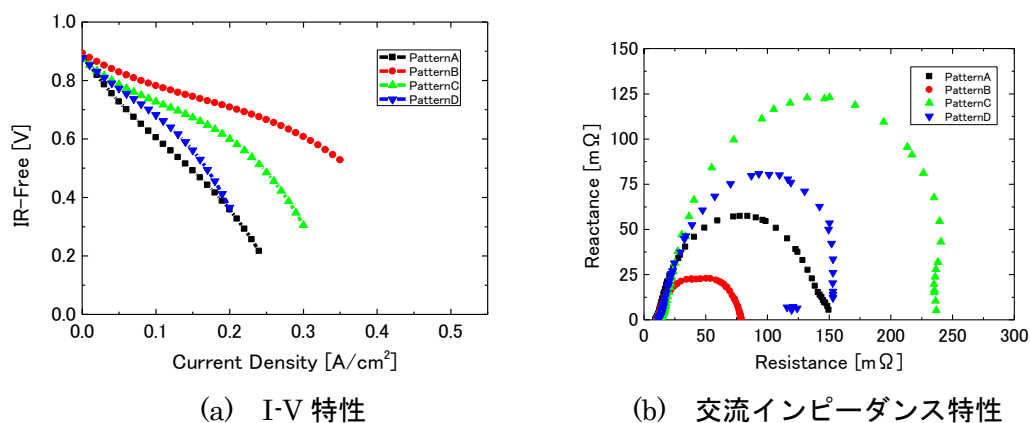 1.0
0.8
0.6
0.4
0.2
0.0
IR-Free [V]
0.0 0.1 0.2 0.3 0.4 0.5
Current Density [A/cm²]
PatternA
PatternB
PatternC
PatternD
(a) I-V 特性
150
125
100
75
50
25
0
Reactance [mΩ]
0 50 100 150 200 250 300
Resistance [mΩ]
PatternA
PatternB
PatternC
PatternD
(b) 交流インピーダンス特性